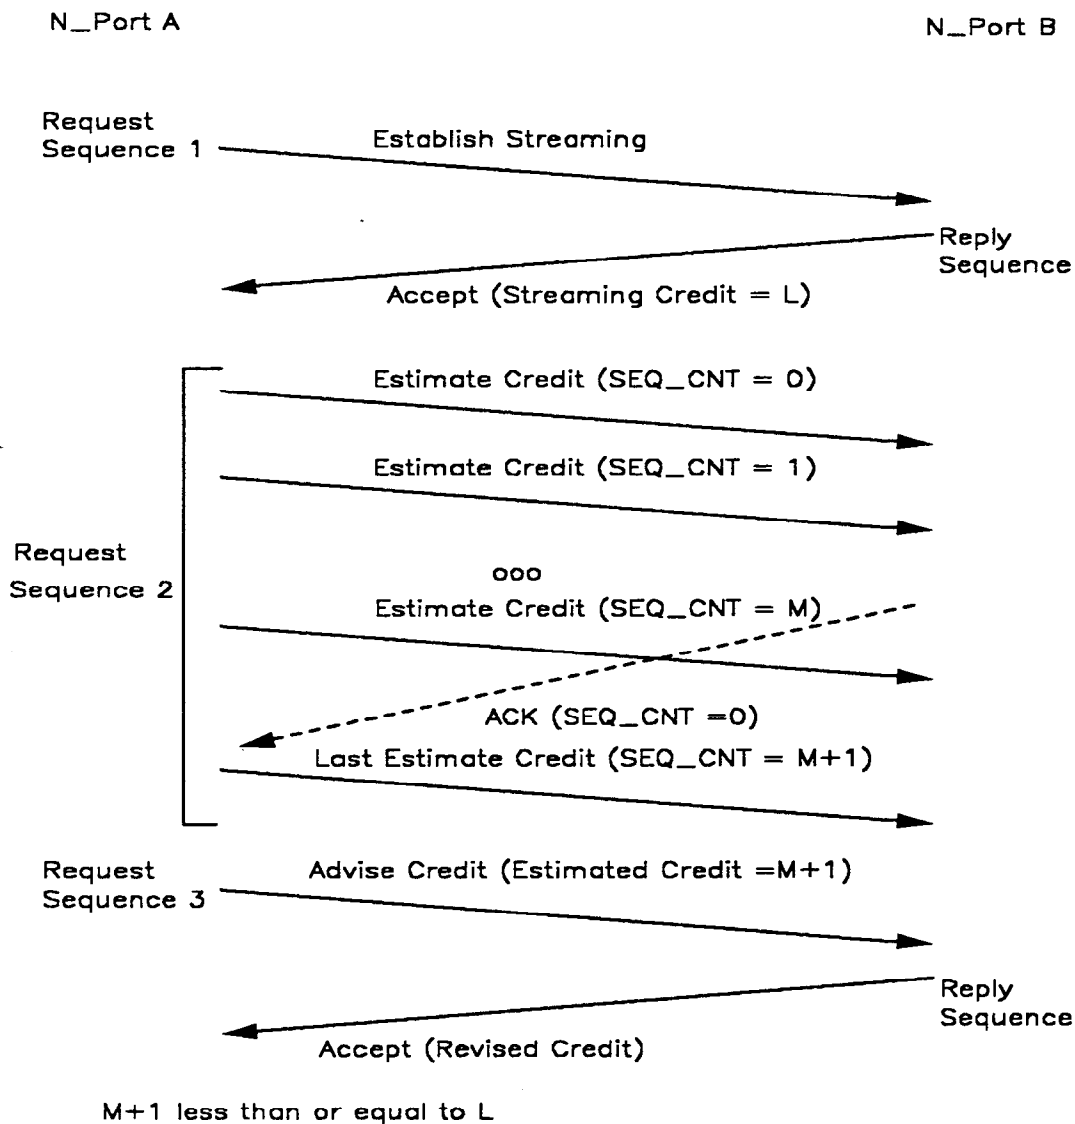 N_Port A
N_Port B
Request
Sequence 1
Establish Streaming
Reply
Sequence
Accept (Streaming Credit = L)
Estimate Credit (SEQ_CNT = 0)
Estimate Credit (SEQ_CNT = 1)
Request
Sequence 2
ooo
Estimate Credit (SEQ_CNT = M)
ACK (SEQ_CNT =0)
Last Estimate Credit (SEQ_CNT = M+1)
Request
Sequence 3
Advise Credit (Estimated Credit =M+1)
Reply
Sequence
Accept (Revised Credit)
M+1 less than or equal to L